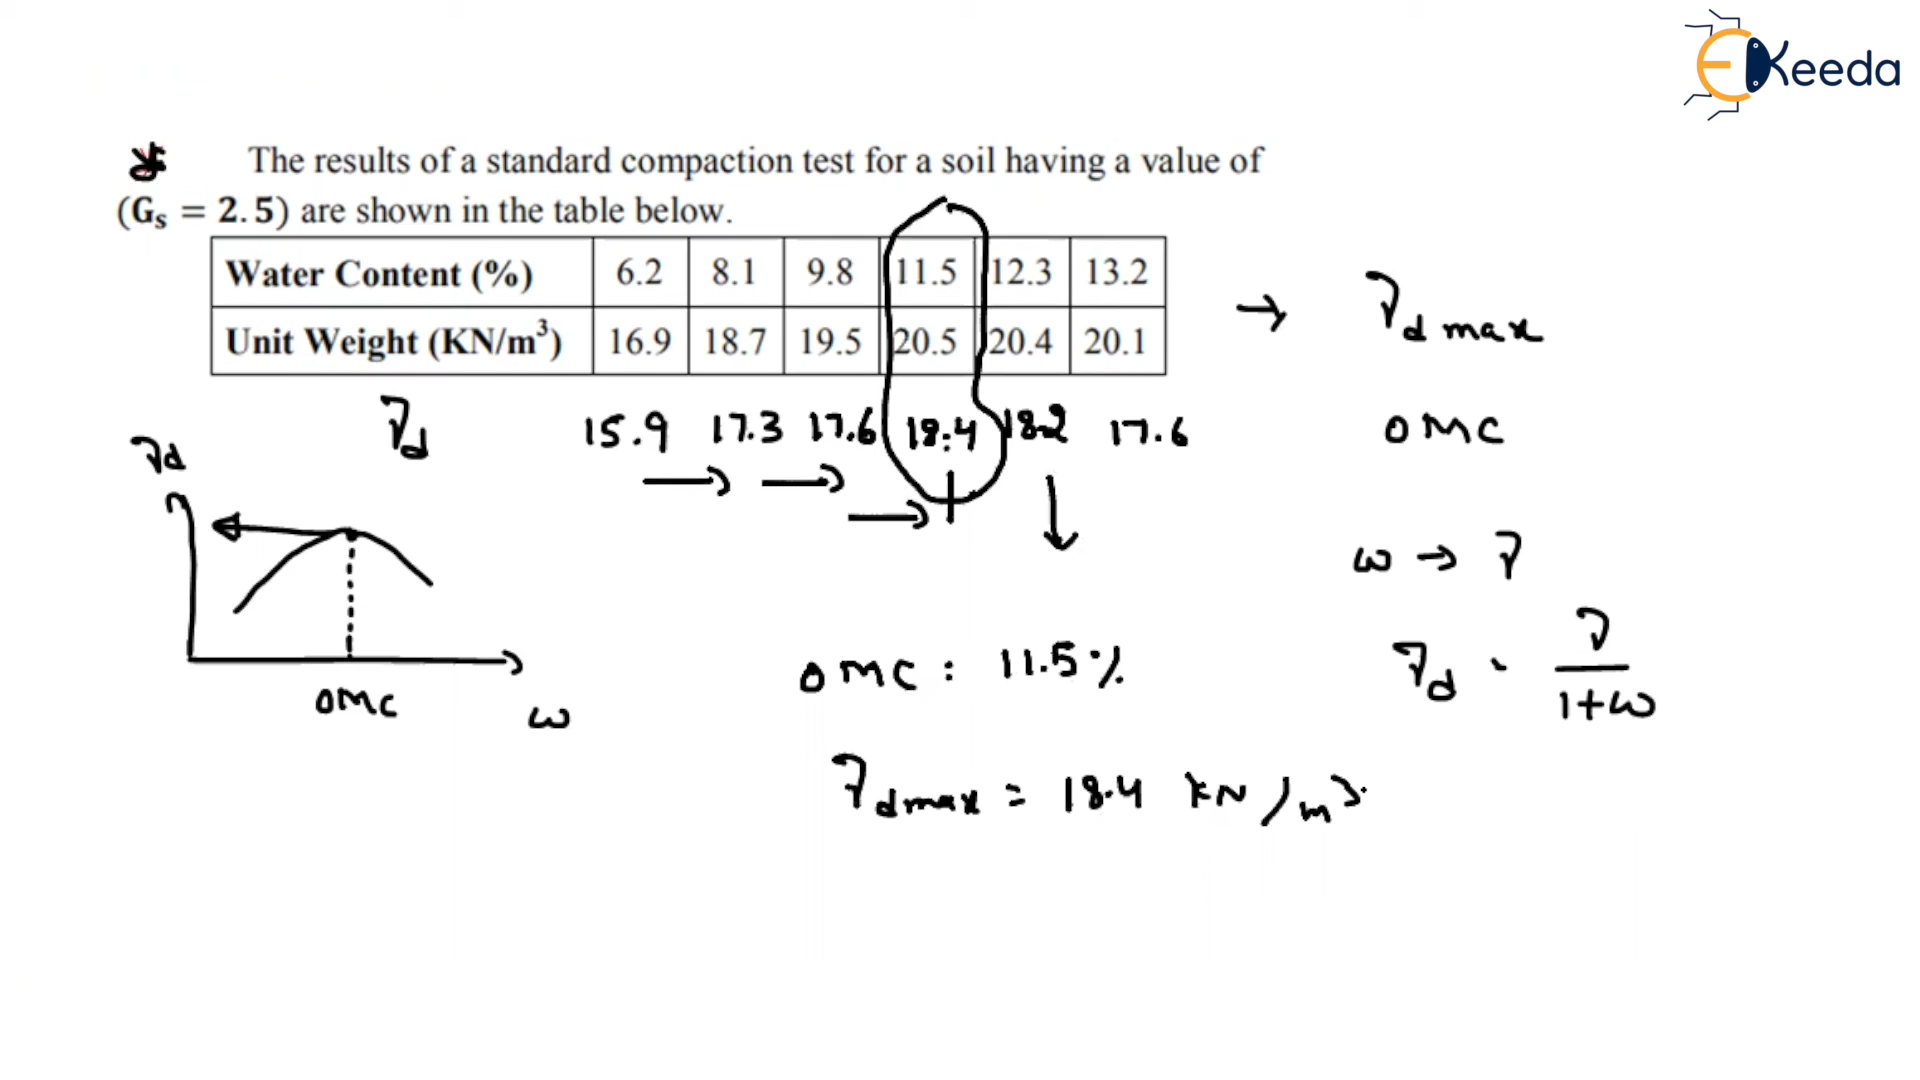 EKeeda
The results of a standard compaction test for a soil having a value of
(Gₛ = 2.5) are shown in the table below.
Water Content (%) 6.2 8.1 9.8 11.5 12.3 13.2
Unit Weight (KN/m³) 16.9 18.7 19.5 20.5 20.4 20.1
→ γd max
γd 15.9 17.3 17.6 18.4 18.2 17.6
OMC
γd
ω → γ
OMC : 11.5%
γd = γ / 1+ω
OMC
ω
γd max = 18.4 kN/m³